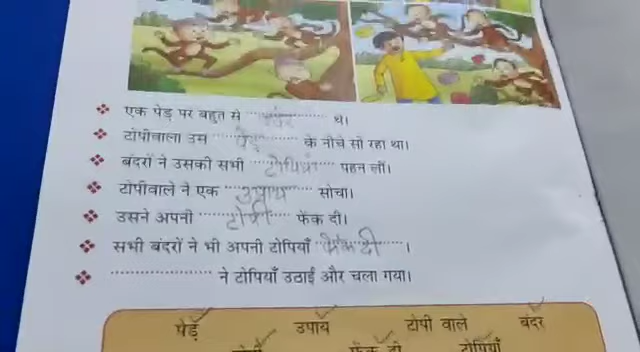 एक पेड़ पर बहुत से बंदर थे।
टोपीवाला उस पेड़ के नीचे सो रहा था।
बंदरों ने उसकी सभी टोपियाँ पहन लीं।
टोपीवाले ने एक उपाय सोचा।
उसने अपनी टोपी फेंक दी।
सभी बंदरों ने भी अपनी टोपियाँ फेंक दी।
ने टोपियाँ उठाईं और चला गया।
पेड़ उपाय टोपी वाले बंदर
टोपी फेंक दी टोपियाँ